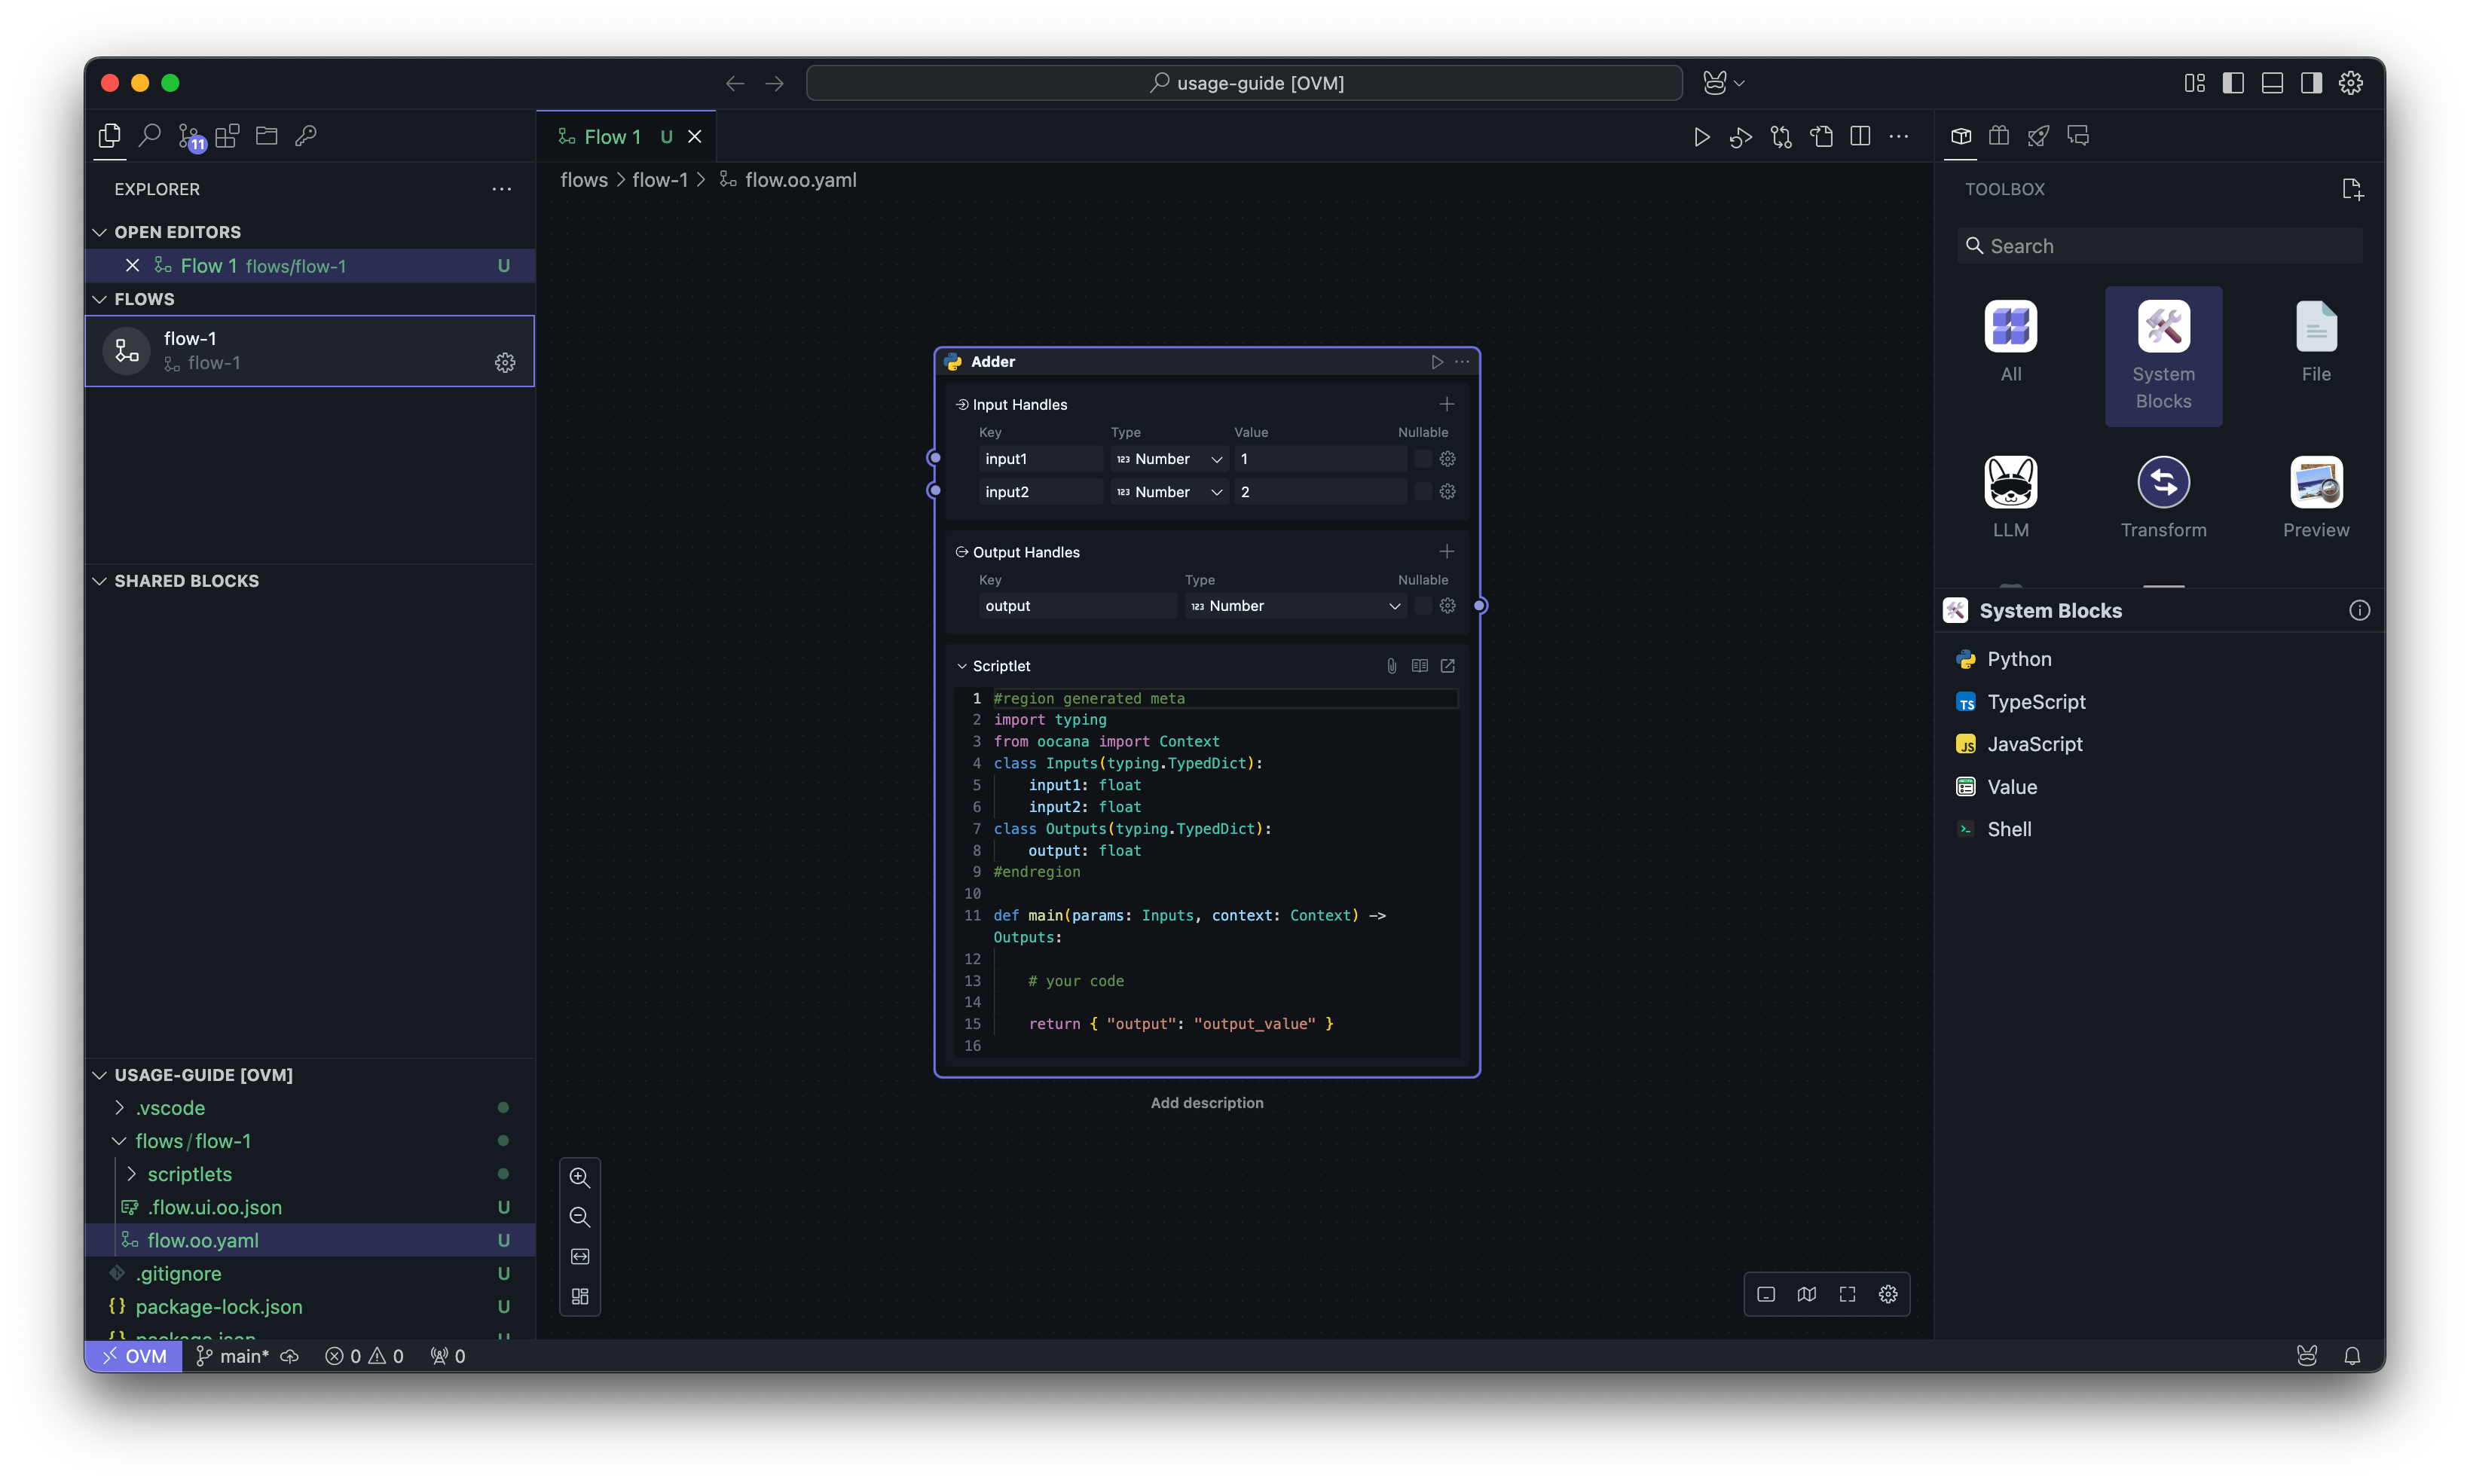 usage-guide [OVM]
11
EXPLORER
OPEN EDITORS
Flow 1 flows/flow-1 U
FLOWS
flow-1
flow-1
SHARED BLOCKS
USAGE-GUIDE [OVM]
.vscode
flows/flow-1
scriptlets
.flow.ui.oo.json U
flow.oo.yaml U
.gitignore U
{} package-lock.json U
{} package.json U
Flow 1 U
flows > flow-1 > flow.oo.yaml
Adder
Input Handles
Key Type Value Nullable
input1 123 Number 1
input2 123 Number 2
Output Handles
Key Type Nullable
output 123 Number
Scriptlet
1 #region generated meta
2 import typing
3 from oocana import Context
4 class Inputs(typing.TypedDict):
5 input1: float
6 input2: float
7 class Outputs(typing.TypedDict):
8 output: float
9 #endregion
10
11 def main(params: Inputs, context: Context) ->
Outputs:
12
13 # your code
14
15 return { "output": "output_value" }
16
Add description
TOOLBOX
Search
All
System
Blocks
File
LLM
Transform
Preview
System Blocks
Python
TS TypeScript
JS JavaScript
Value
Shell
OVM main* 0 0 0